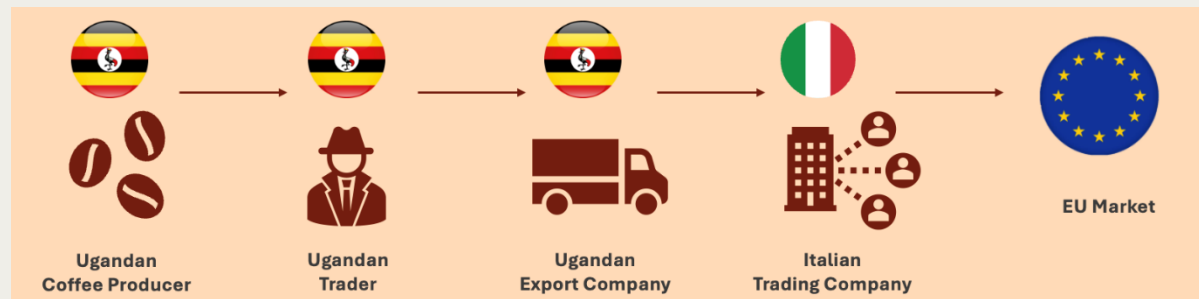 Ugandan
Coffee Producer
Ugandan
Trader
Ugandan
Export Company
Italian
Trading Company
EU Market